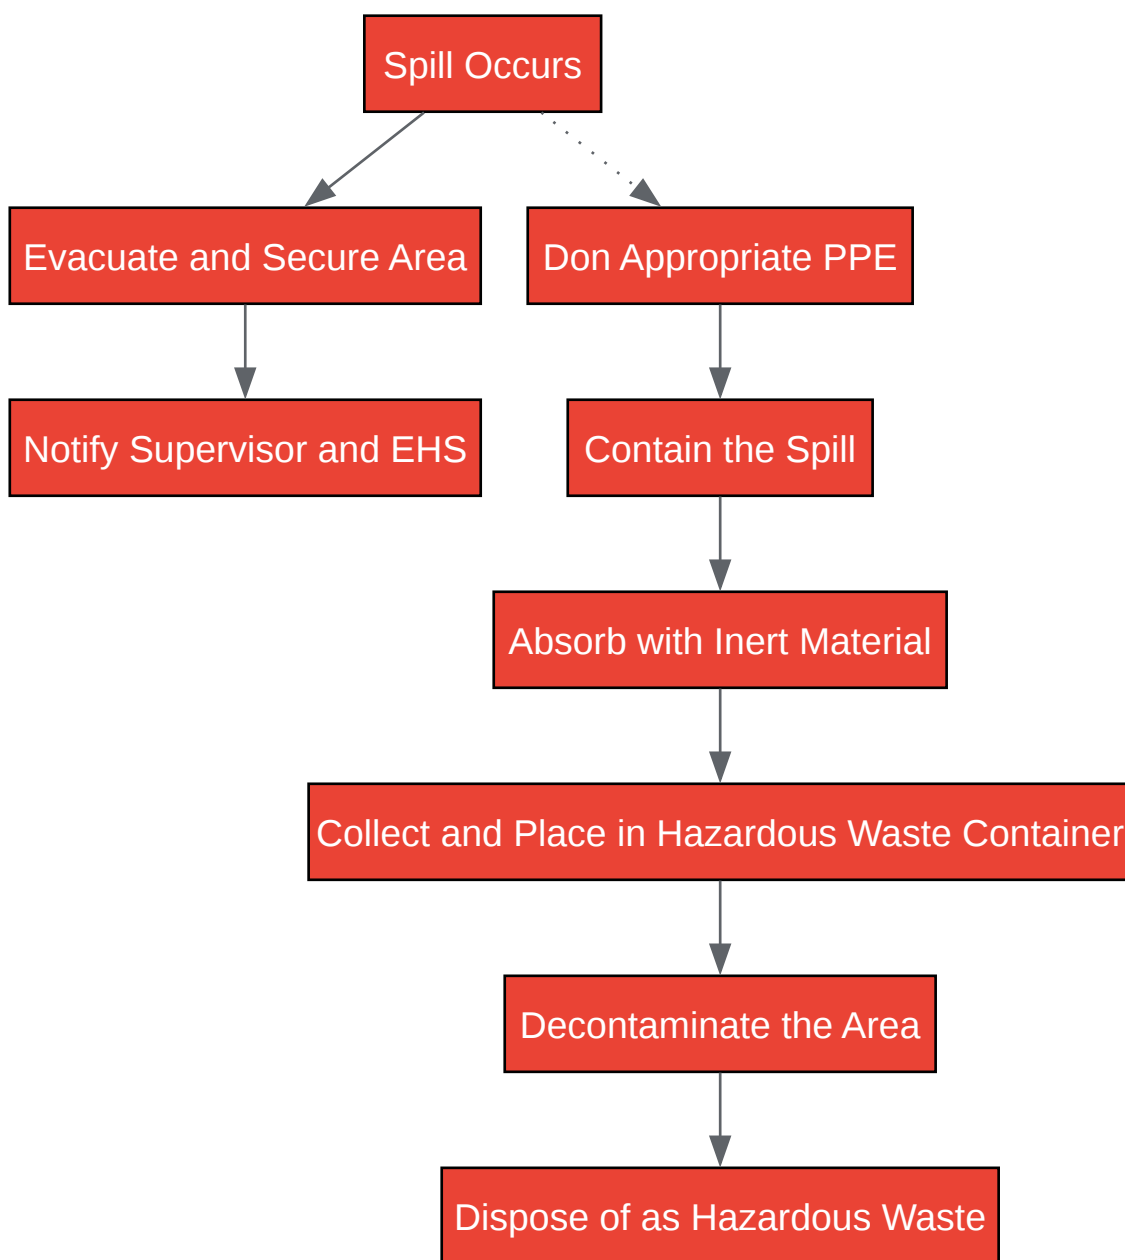 Spill Occurs
Evacuate and Secure Area
Don Appropriate PPE
Notify Supervisor and EHS
Contain the Spill
Absorb with Inert Material
Collect and Place in Hazardous Waste Container
Decontaminate the Area
Dispose of as Hazardous Waste